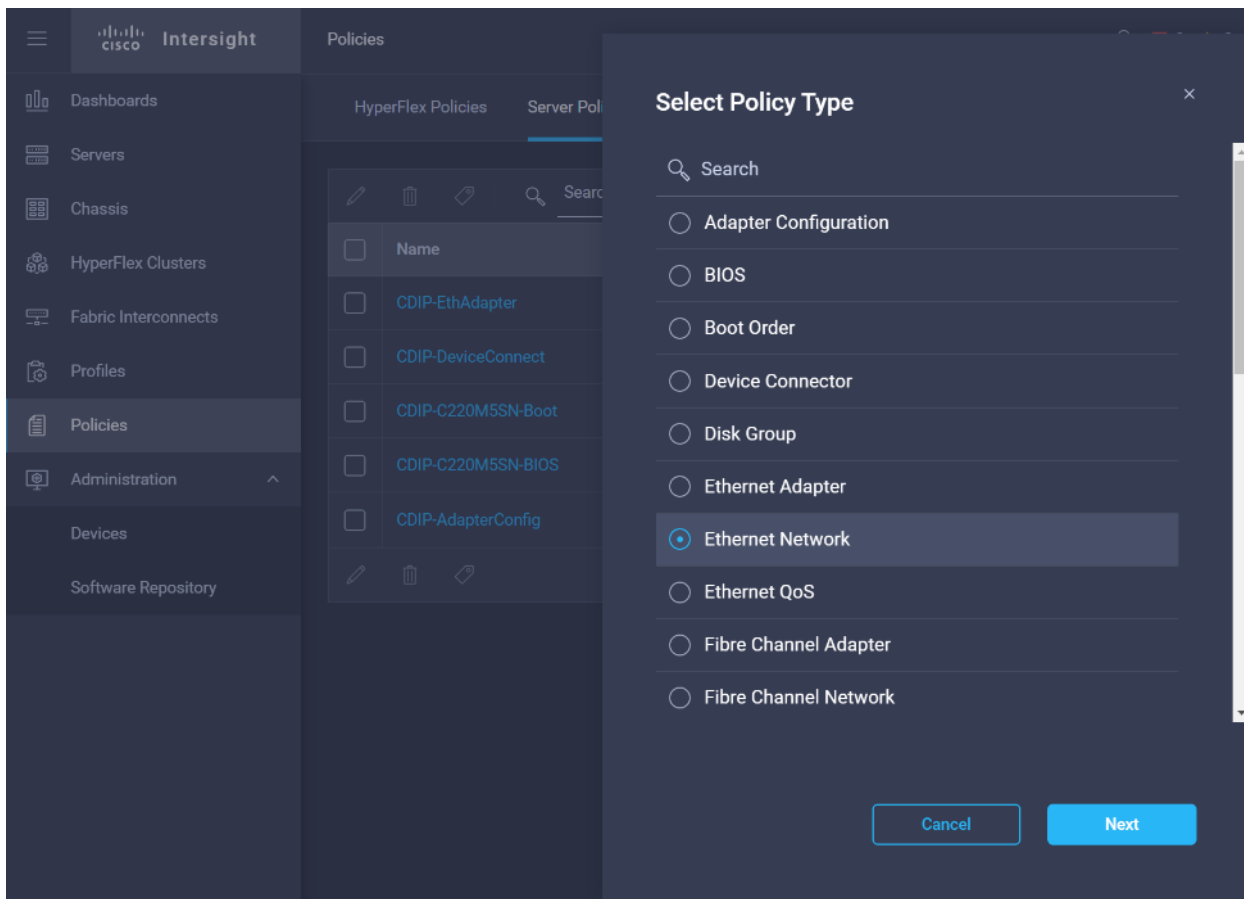 cisco Intersight
Policies
Dashboards
Servers
Chassis
HyperFlex Clusters
Fabric Interconnects
Profiles
Policies
Administration
Devices
Software Repository
HyperFlex Policies
Server Poli
Searc
Name
CDIP-EthAdapter
CDIP-DeviceConnect
CDIP-C220M5SN-Boot
CDIP-C220M5SN-BIOS
CDIP-AdapterConfig
Select Policy Type
Search
Adapter Configuration
BIOS
Boot Order
Device Connector
Disk Group
Ethernet Adapter
Ethernet Network
Ethernet QoS
Fibre Channel Adapter
Fibre Channel Network
Cancel
Next